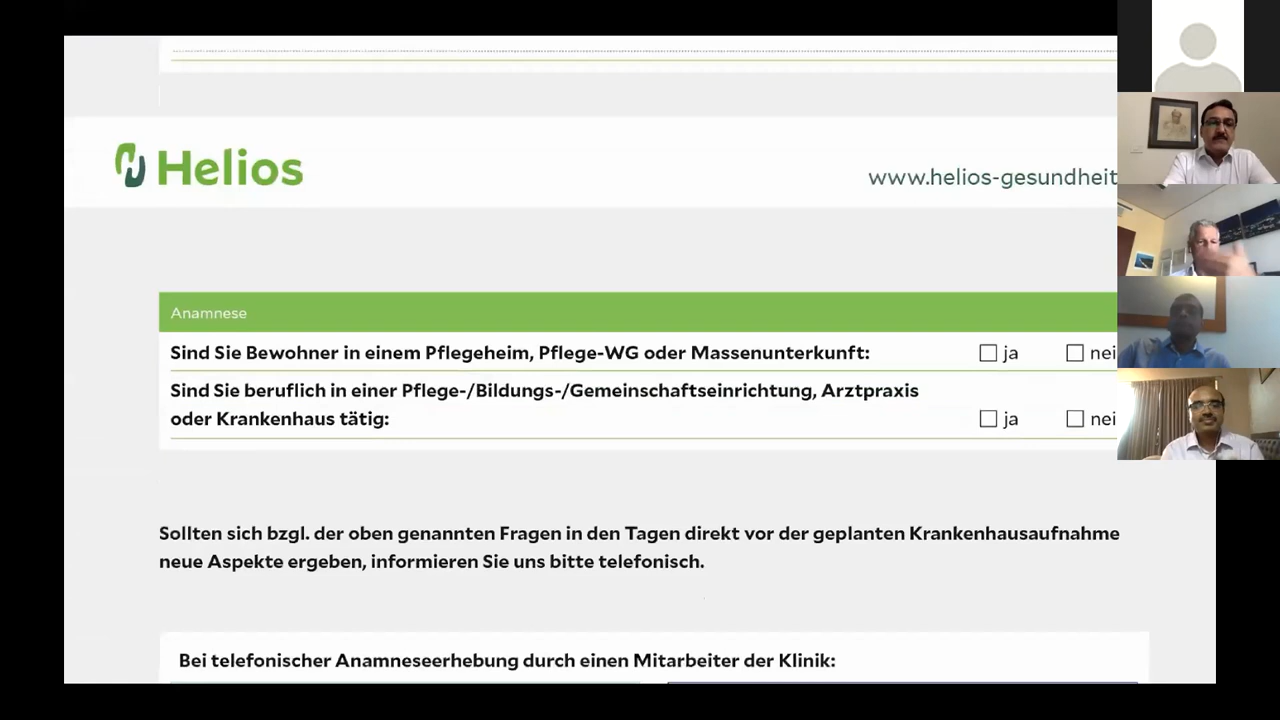 Helios
www.helios-gesundheit
Anamnese
Sind Sie Bewohner in einem Pflegeheim, Pflege-WG oder Massenunterkunft:
ja
nei
Sind Sie beruflich in einer Pflege-/Bildungs-/Gemeinschaftseinrichtung, Arztpraxis
oder Krankenhaus tätig:
ja
nei
Sollten sich bzgl. der oben genannten Fragen in den Tagen direkt vor der geplanten Krankenhausaufnahme
neue Aspekte ergeben, informieren Sie uns bitte telefonisch.
Bei telefonischer Anamneseerhebung durch einen Mitarbeiter der Klinik: